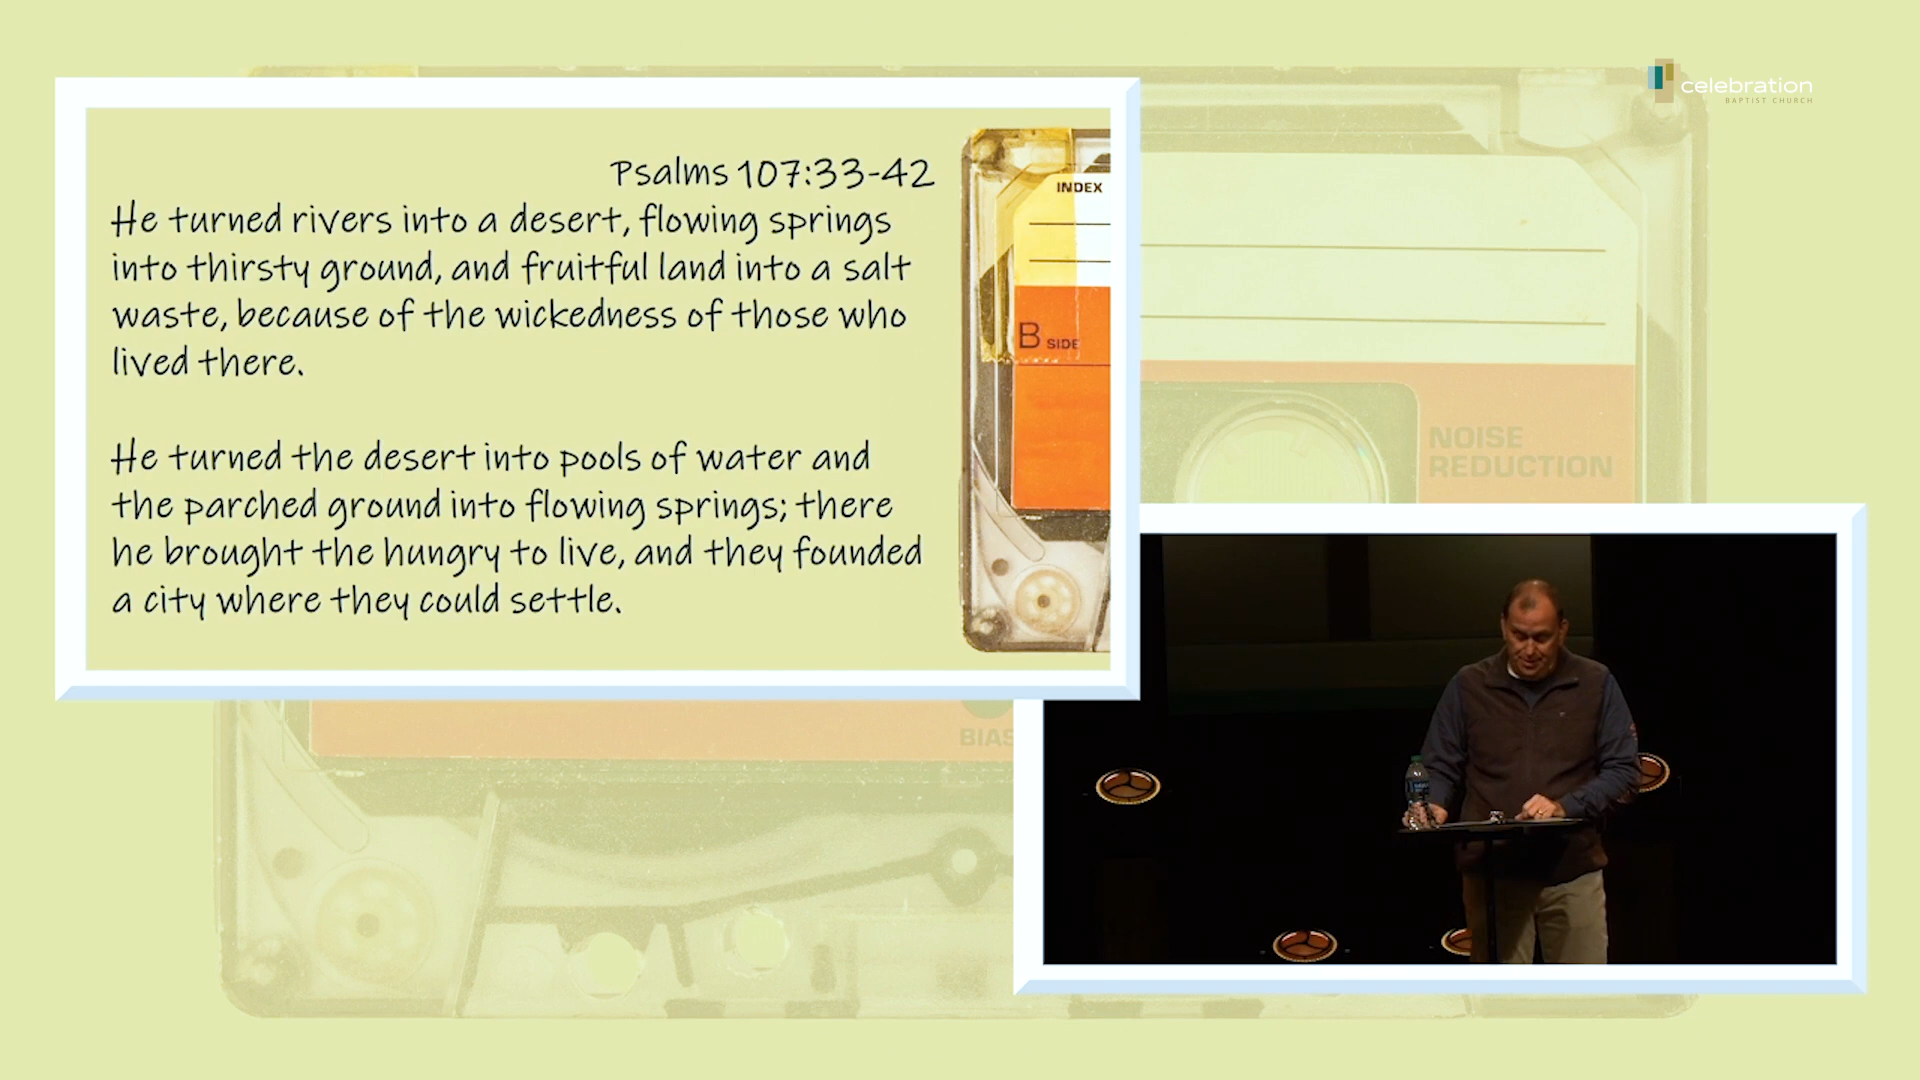 celebration
BAPTIST CHURCH
Psalms 107:33-42
He turned rivers into a desert, flowing springs
into thirsty ground, and fruitful land into a salt
waste, because of the wickedness of those who
lived there.
He turned the desert into pools of water and
the parched ground into flowing springs; there
he brought the hungry to live, and they founded
a city where they could settle.
INDEX
B SIDE
NOISE
REDUCTION
BIAS